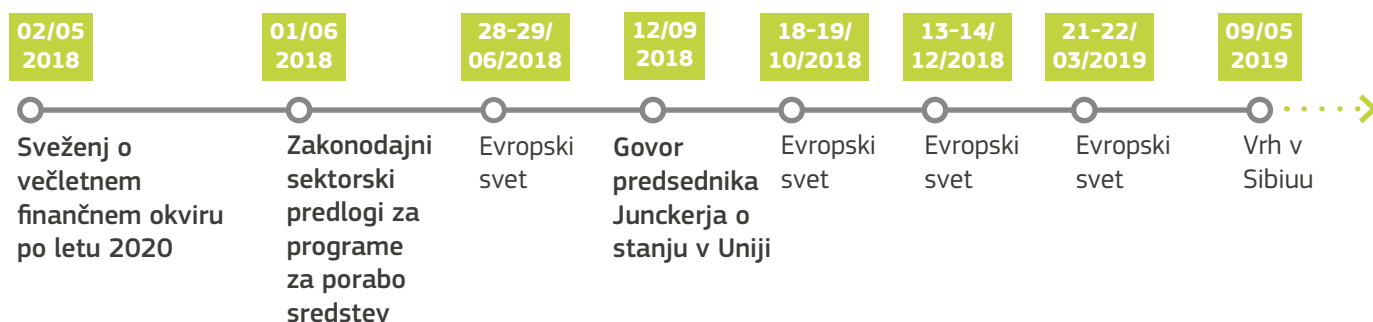 02/05
2018
01/06
2018
28-29/
06/2018
12/09
2018
18-19/
10/2018
13-14/
12/2018
21-22/
03/2019
09/05
2019
Sveženj o
večletnem
finančnem okviru
po letu 2020
Zakonodajni
sektorski
predlogi za
programe
za porabo
sredstev
Evropski
svet
Govor
predsednika
Junckerja o
stanju v Uniji
Evropski
svet
Evropski
svet
Evropski
svet
Vrh v
Sibiuu